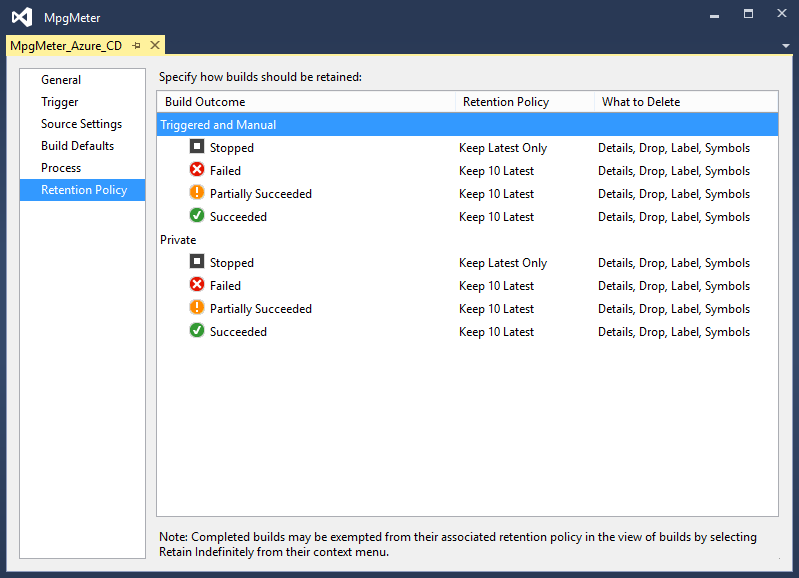 MpgMeter
MpgMeter_Azure_CD
General
Trigger
Source Settings
Build Defaults
Process
Retention Policy
Specify how builds should be retained:
Build Outcome Retention Policy What to Delete
Triggered and Manual
Stopped Keep Latest Only Details, Drop, Label, Symbols
Failed Keep 10 Latest Details, Drop, Label, Symbols
Partially Succeeded Keep 10 Latest Details, Drop, Label, Symbols
Succeeded Keep 10 Latest Details, Drop, Label, Symbols
Private
Stopped Keep Latest Only Details, Drop, Label, Symbols
Failed Keep 10 Latest Details, Drop, Label, Symbols
Partially Succeeded Keep 10 Latest Details, Drop, Label, Symbols
Succeeded Keep 10 Latest Details, Drop, Label, Symbols
Note: Completed builds may be exempted from their associated retention policy in the view of builds by selecting
Retain Indefinitely from their context menu.